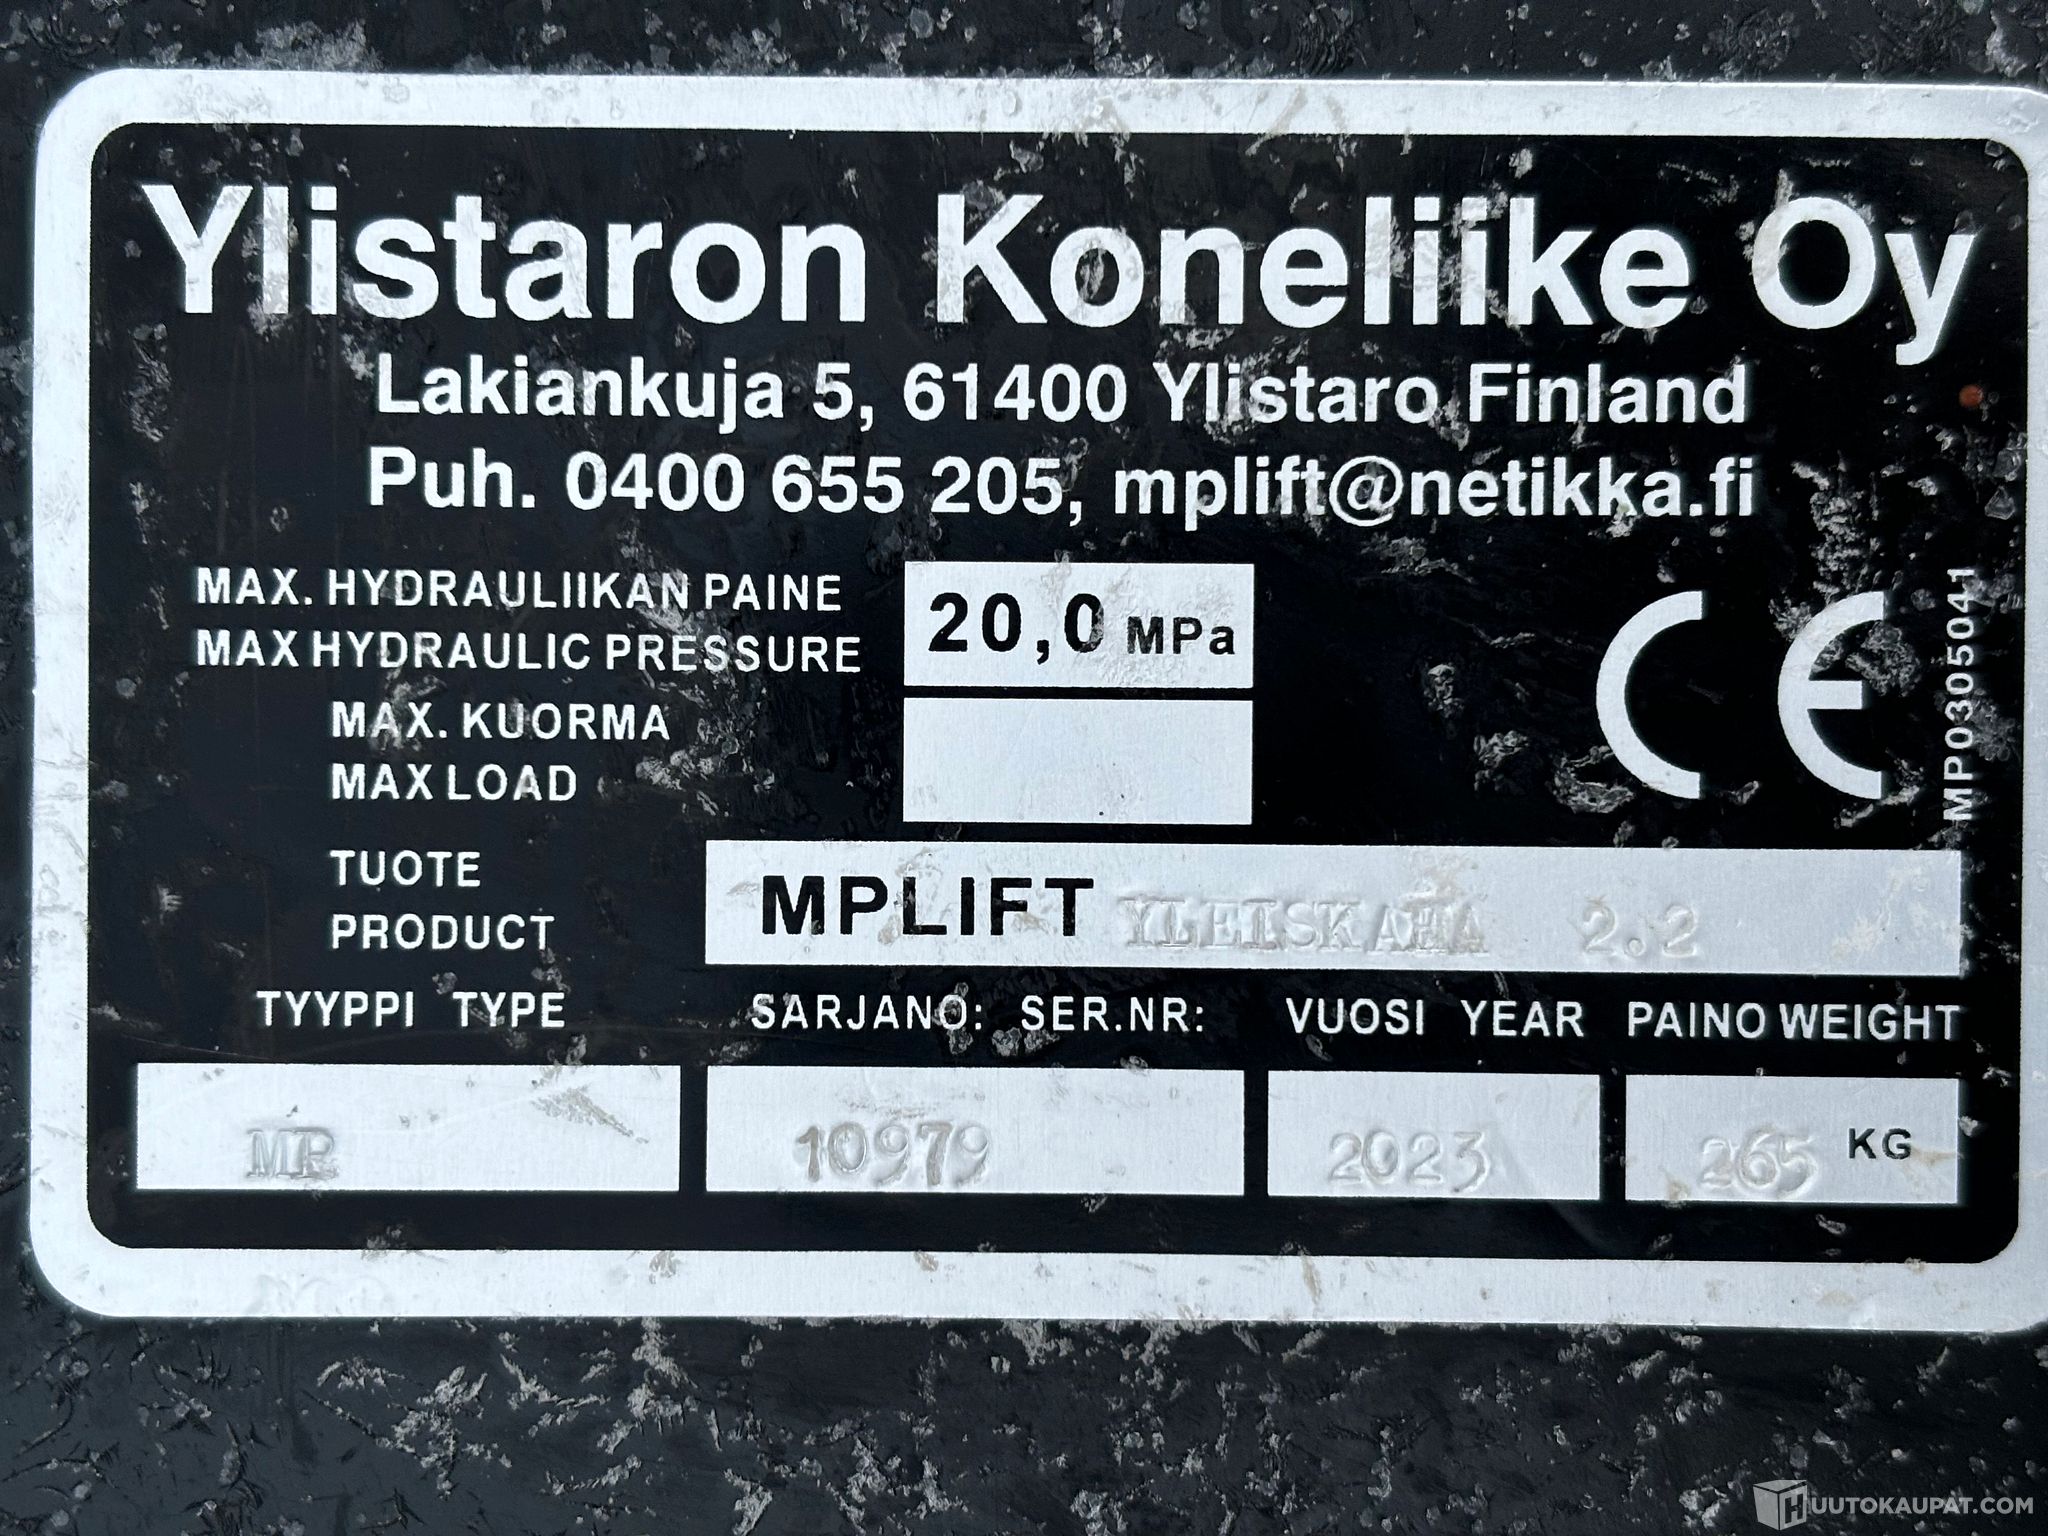 Ylistaron Koneliike Oy
Lakiankuja 5, 61400 Ylistaro Finland
Puh. 0400 655 205, mplift@netikka.fi
MAX. HYDRAULIIKAN PAINE
MAX HYDRAULIC PRESSURE
20,0 MPa
MAX. KUORMA
MAX LOAD
MP0305041
TUOTE
PRODUCT
MPLIFT YLEISKAHA 2.2
TYYPPI TYPE
SARJANO: SER.NR:
VUOSI YEAR
PAINO WEIGHT
MP
10979
2023
265 KG
HUUTOKAUPAT.COM